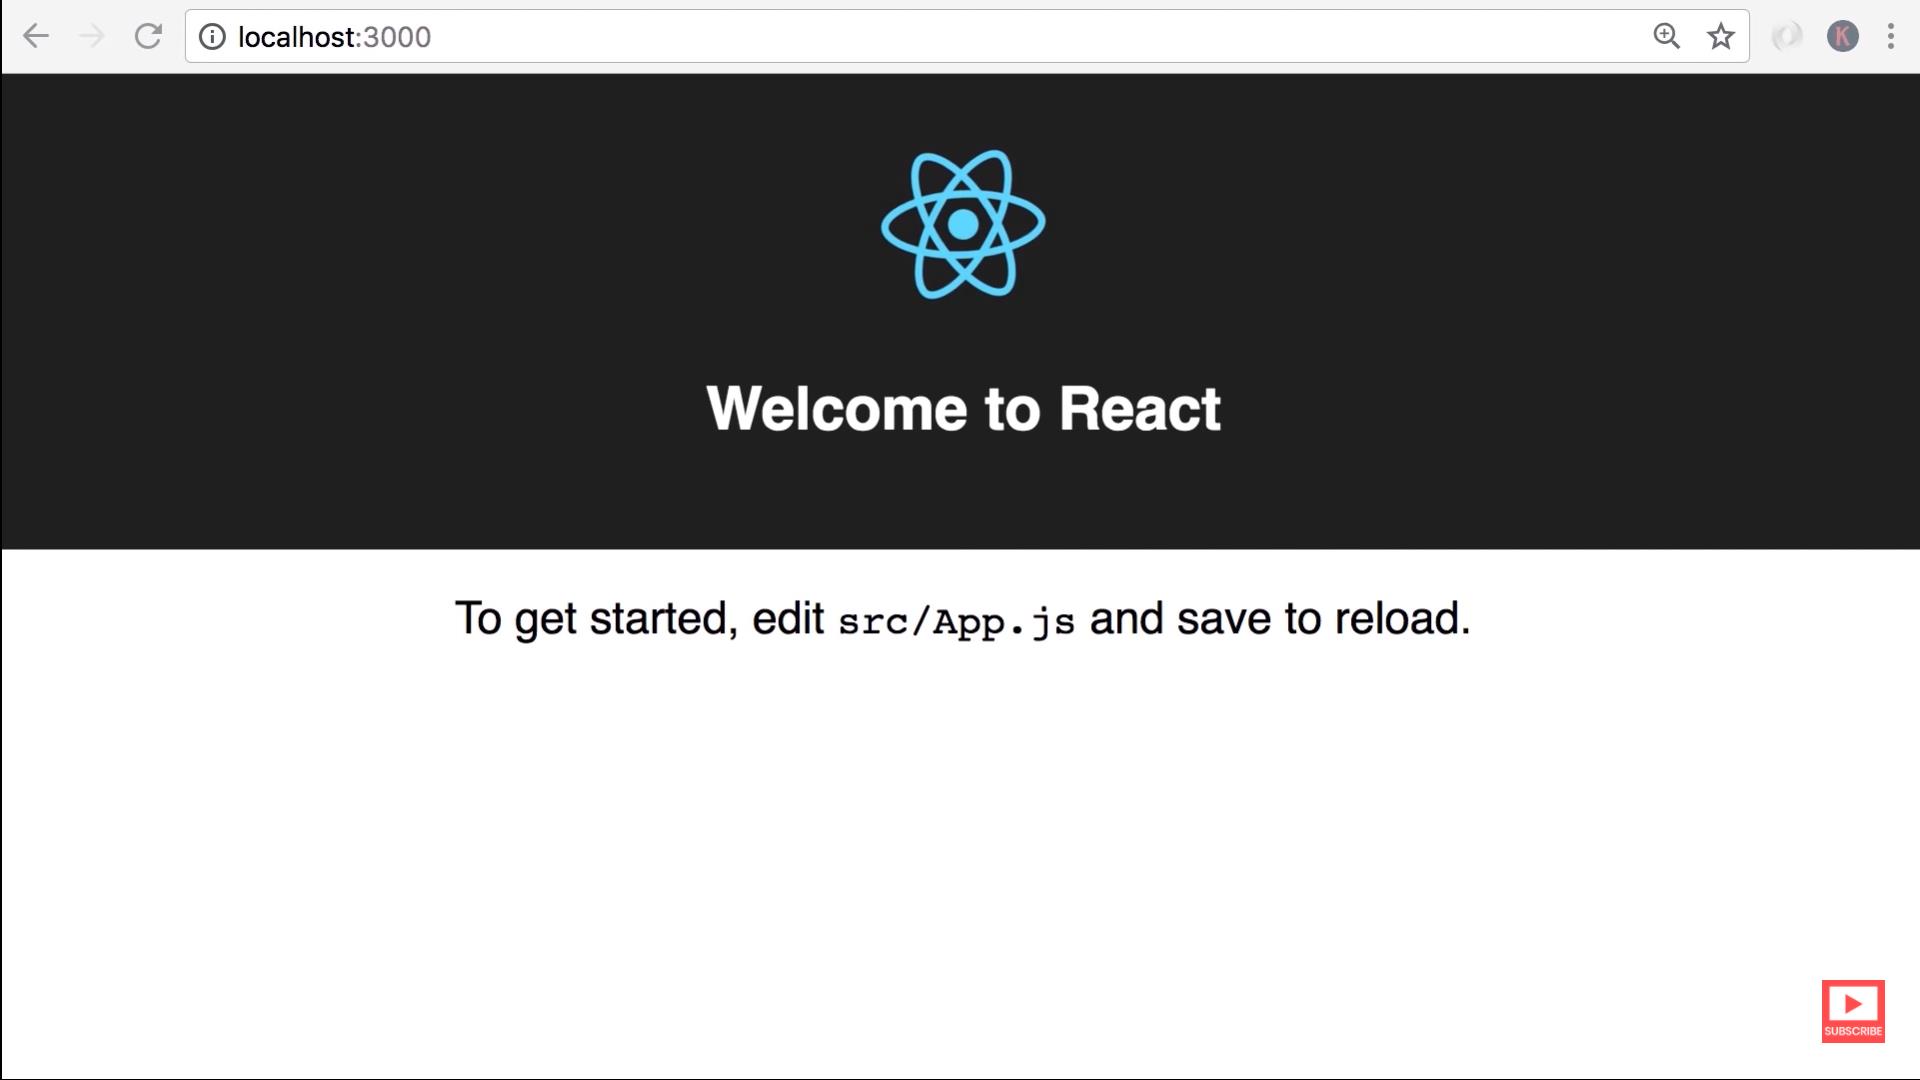 localhost:3000
K
Welcome to React
To get started, edit src/App.js and save to reload.
SUBSCRIBE